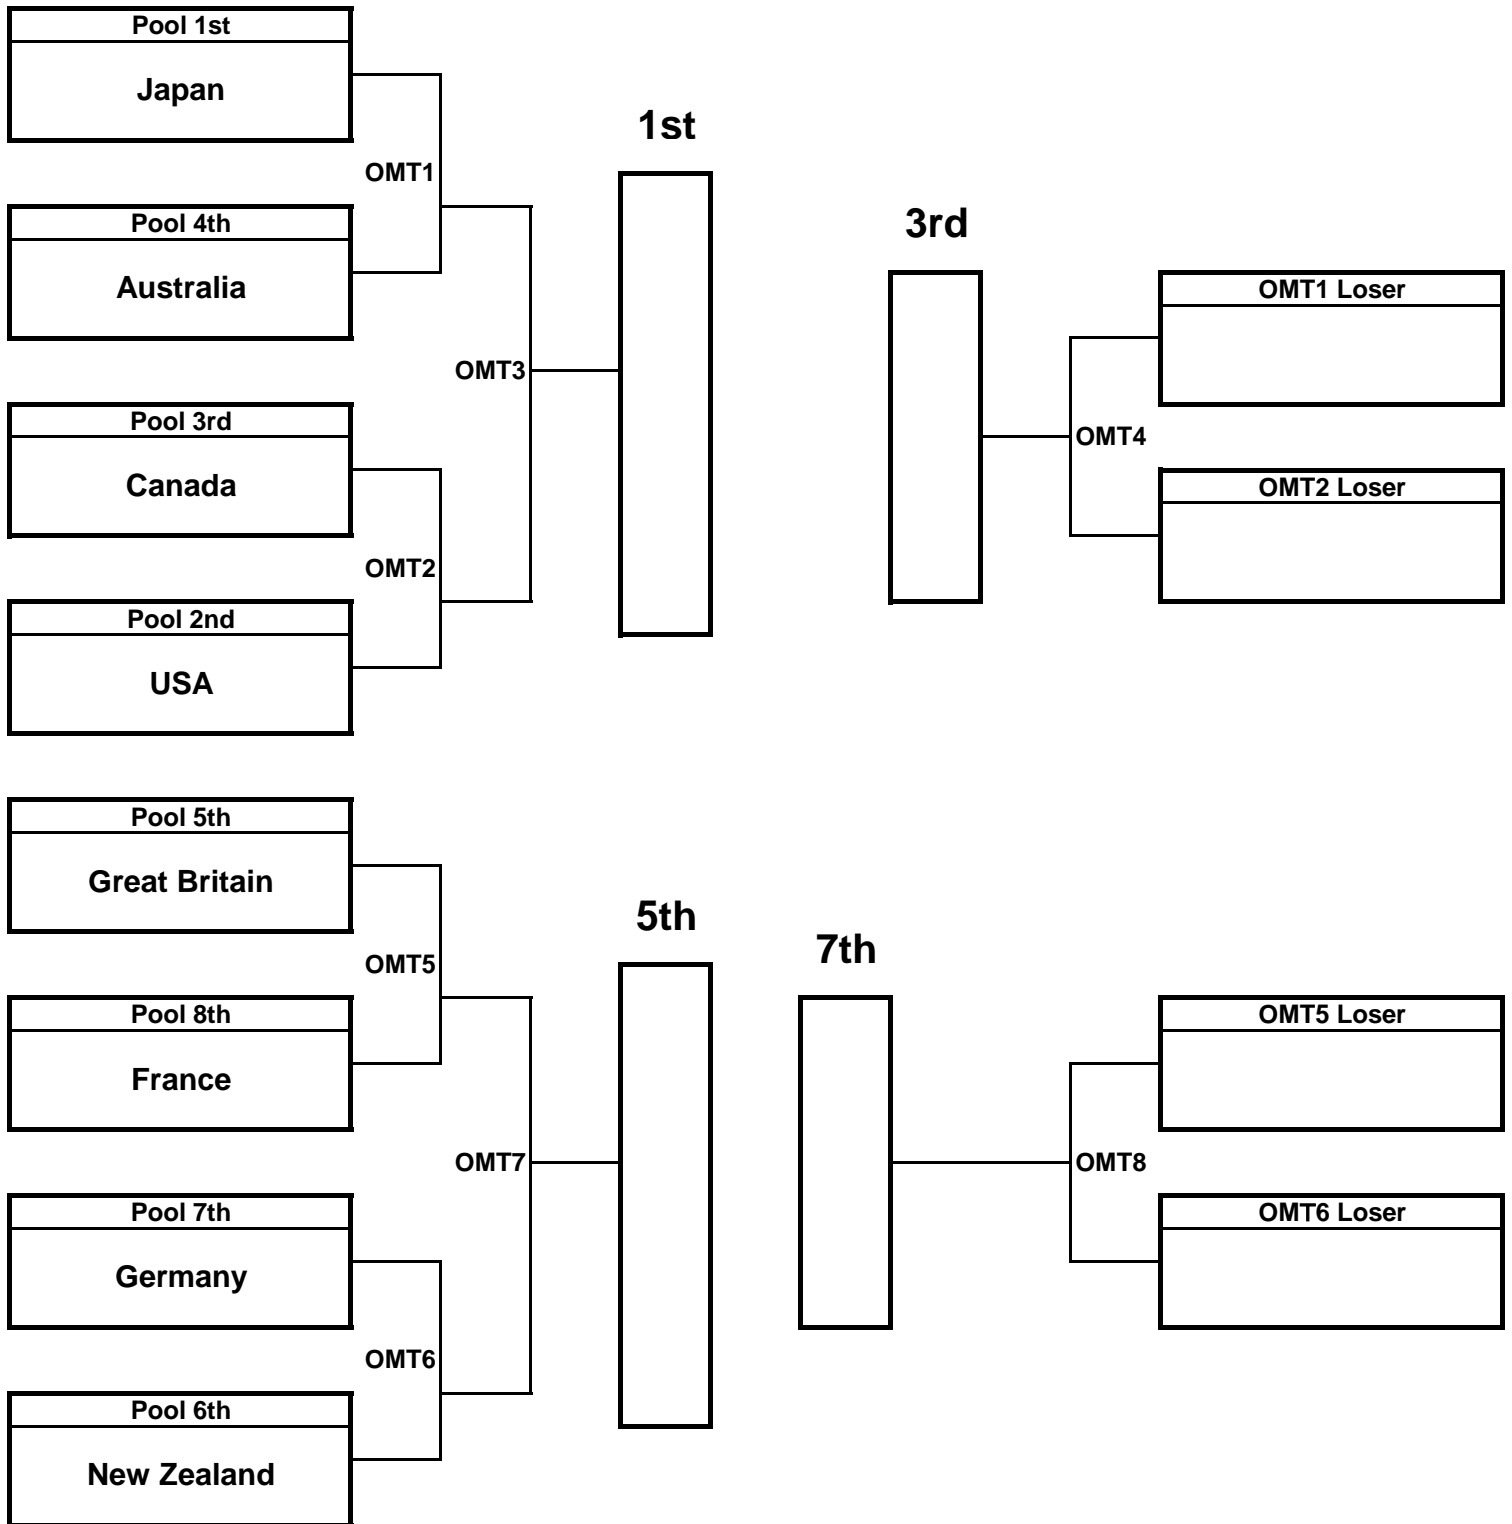 Pool 1st
Japan
OMT1
Pool 4th
Australia
Pool 3rd
Canada
OMT2
Pool 2nd
USA
OMT3
1st
3rd
OMT4
OMT1 Loser
OMT2 Loser
Pool 5th
Great Britain
OMT5
Pool 8th
France
Pool 7th
Germany
OMT6
Pool 6th
New Zealand
OMT7
5th
7th
OMT8
OMT5 Loser
OMT6 Loser